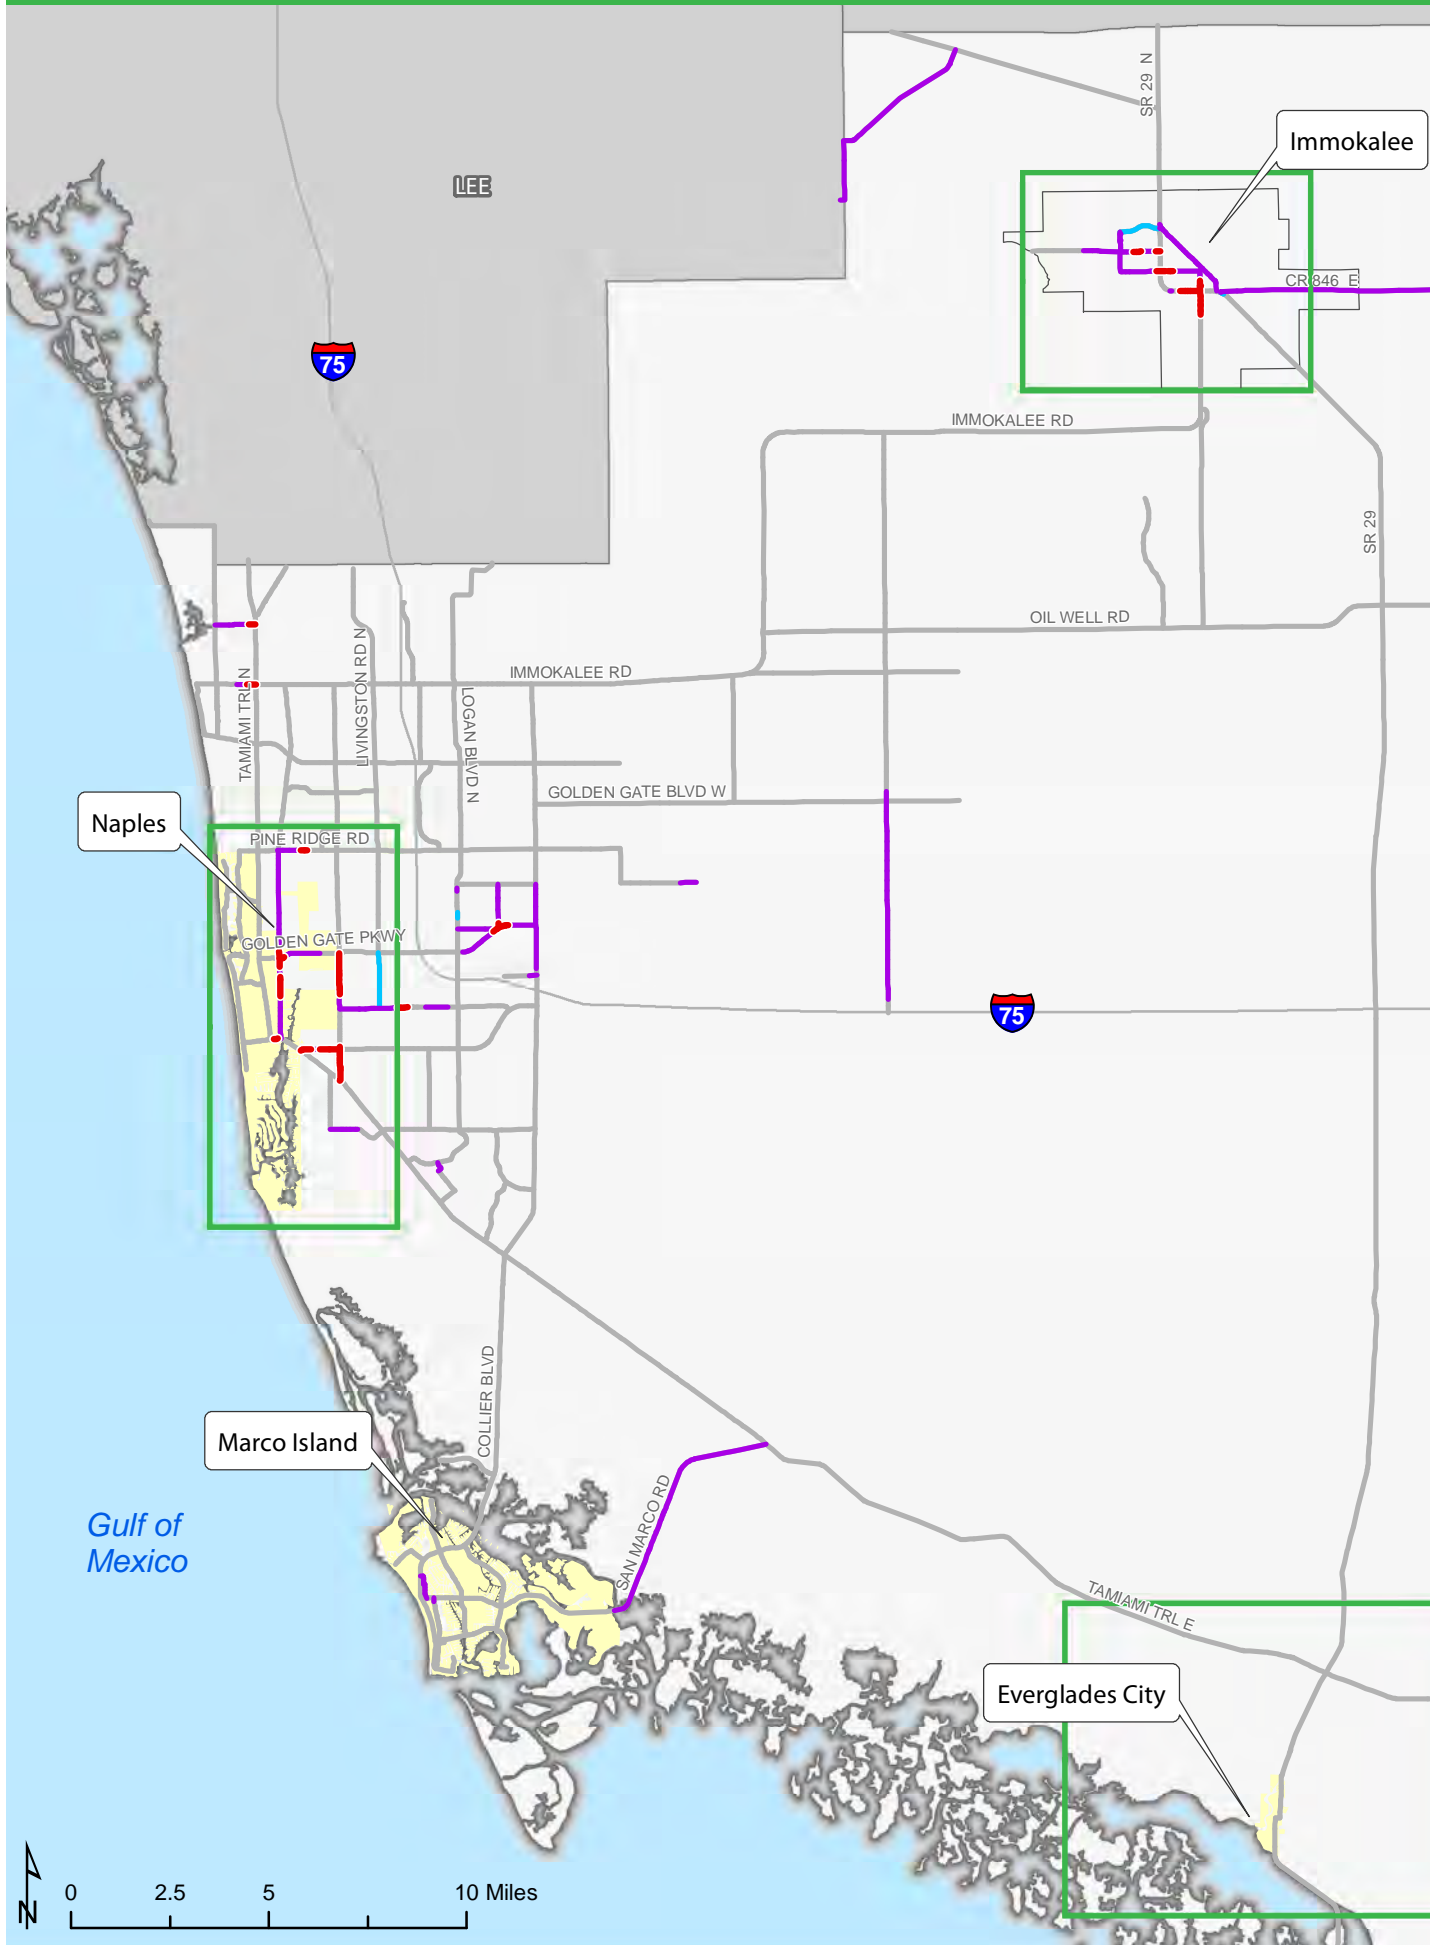 SR 29 N
Immokalee
LEE
CR 846 E
75
IMMOKALEE RD
SR 29
OIL WELL RD
LIVINGSTON RD N
IMMOKALEE RD
TAMIAMI TRL N
LOGAN BLVD N
GOLDEN GATE BLVD W
Naples
PINE RIDGE RD
GOLDEN GATE PKWY
75
COLLIER BLVD
Marco Island
SAN MARCO RD
Gulf of
Mexico
TAMIAMI TRL E
Everglades City
N
0 2.5 5 10 Miles